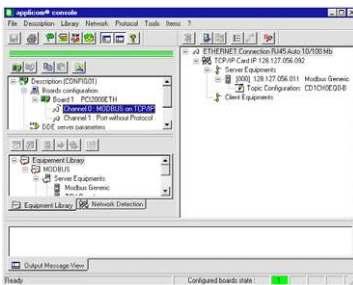 applicom® console
File Description Library Network Protocol Tools Items ?
Description (CONFIG01)
Boards configuration
Board 1 PCI2000ETH
Channel 0 : MODBUS on TCP/IP
Channel 1 : Port without Protocol
DDE server parameters
Equipement Library
MODBUS
Server Equipments
Modbus Generic
Equipment Library
Network Detection
ETHERNET Connection RJ45 Auto 10/100 Mb
TCP/IP Card IP 128.127.056.092
Server Equipments
[000] 128.127.056.011 Modbus Generic
Topic Configuration: CD1CH0EQ0-B
Client Equipments
Output Message View
Ready
Configured boards state :
1